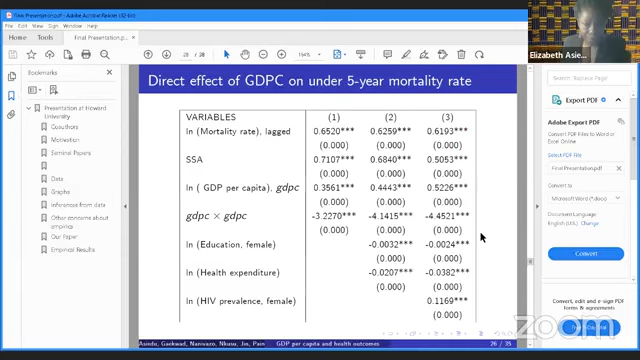 Final Presentation.pdf - Adobe Acrobat Reader DC (32-bit)
File Edit View Sign Window Help
Home Tools Final Presentation.p... ×
28 / 28 164%
Elizabeth Asie...
Bookmarks
Presentation at Howard
University
Coauthors
Motivation
Seminal Papers
Data
Graphs
Inferences from data
Other concerns about
empirics
Our Paper
Empirical Results
Direct effect of GDPC on under 5-year mortality rate
VARIABLES (1) (2) (3)
ln (Mortality rate), lagged 0.6520*** 0.6259*** 0.6193***
(0.000) (0.000) (0.000)
SSA 0.7107*** 0.6840*** 0.5053***
(0.000) (0.000) (0.000)
ln ( GDP per capita), gdpc 0.3561*** 0.4443*** 0.5226***
(0.000) (0.000) (0.000)
gdpc × gdpc -3.2270*** -4.1415*** -4.4521***
(0.000) (0.000) (0.000)
ln (Education, female) -0.0032*** -0.0024***
(0.000) (0.000)
ln (Health expenditure) -0.0207*** -0.0382***
(0.000) (0.000)
ln (HIV prevalence, female) 0.1169***
(0.000)
Asiedu, Gaekwad, Nanivazo, Nkusu, Jin, Pain GDP per capita and health outcomes 26 / 35
Export PDF
Adobe Export PDF
Convert PDF Files to Word
or Excel Online
Select PDF File
Final Presentation.pdf
Convert to
Microsoft Word (*.docx)
Document Language:
English (U.S.) Change
Convert
Convert, edit and e-sign PDF
forms & agreements
zoom